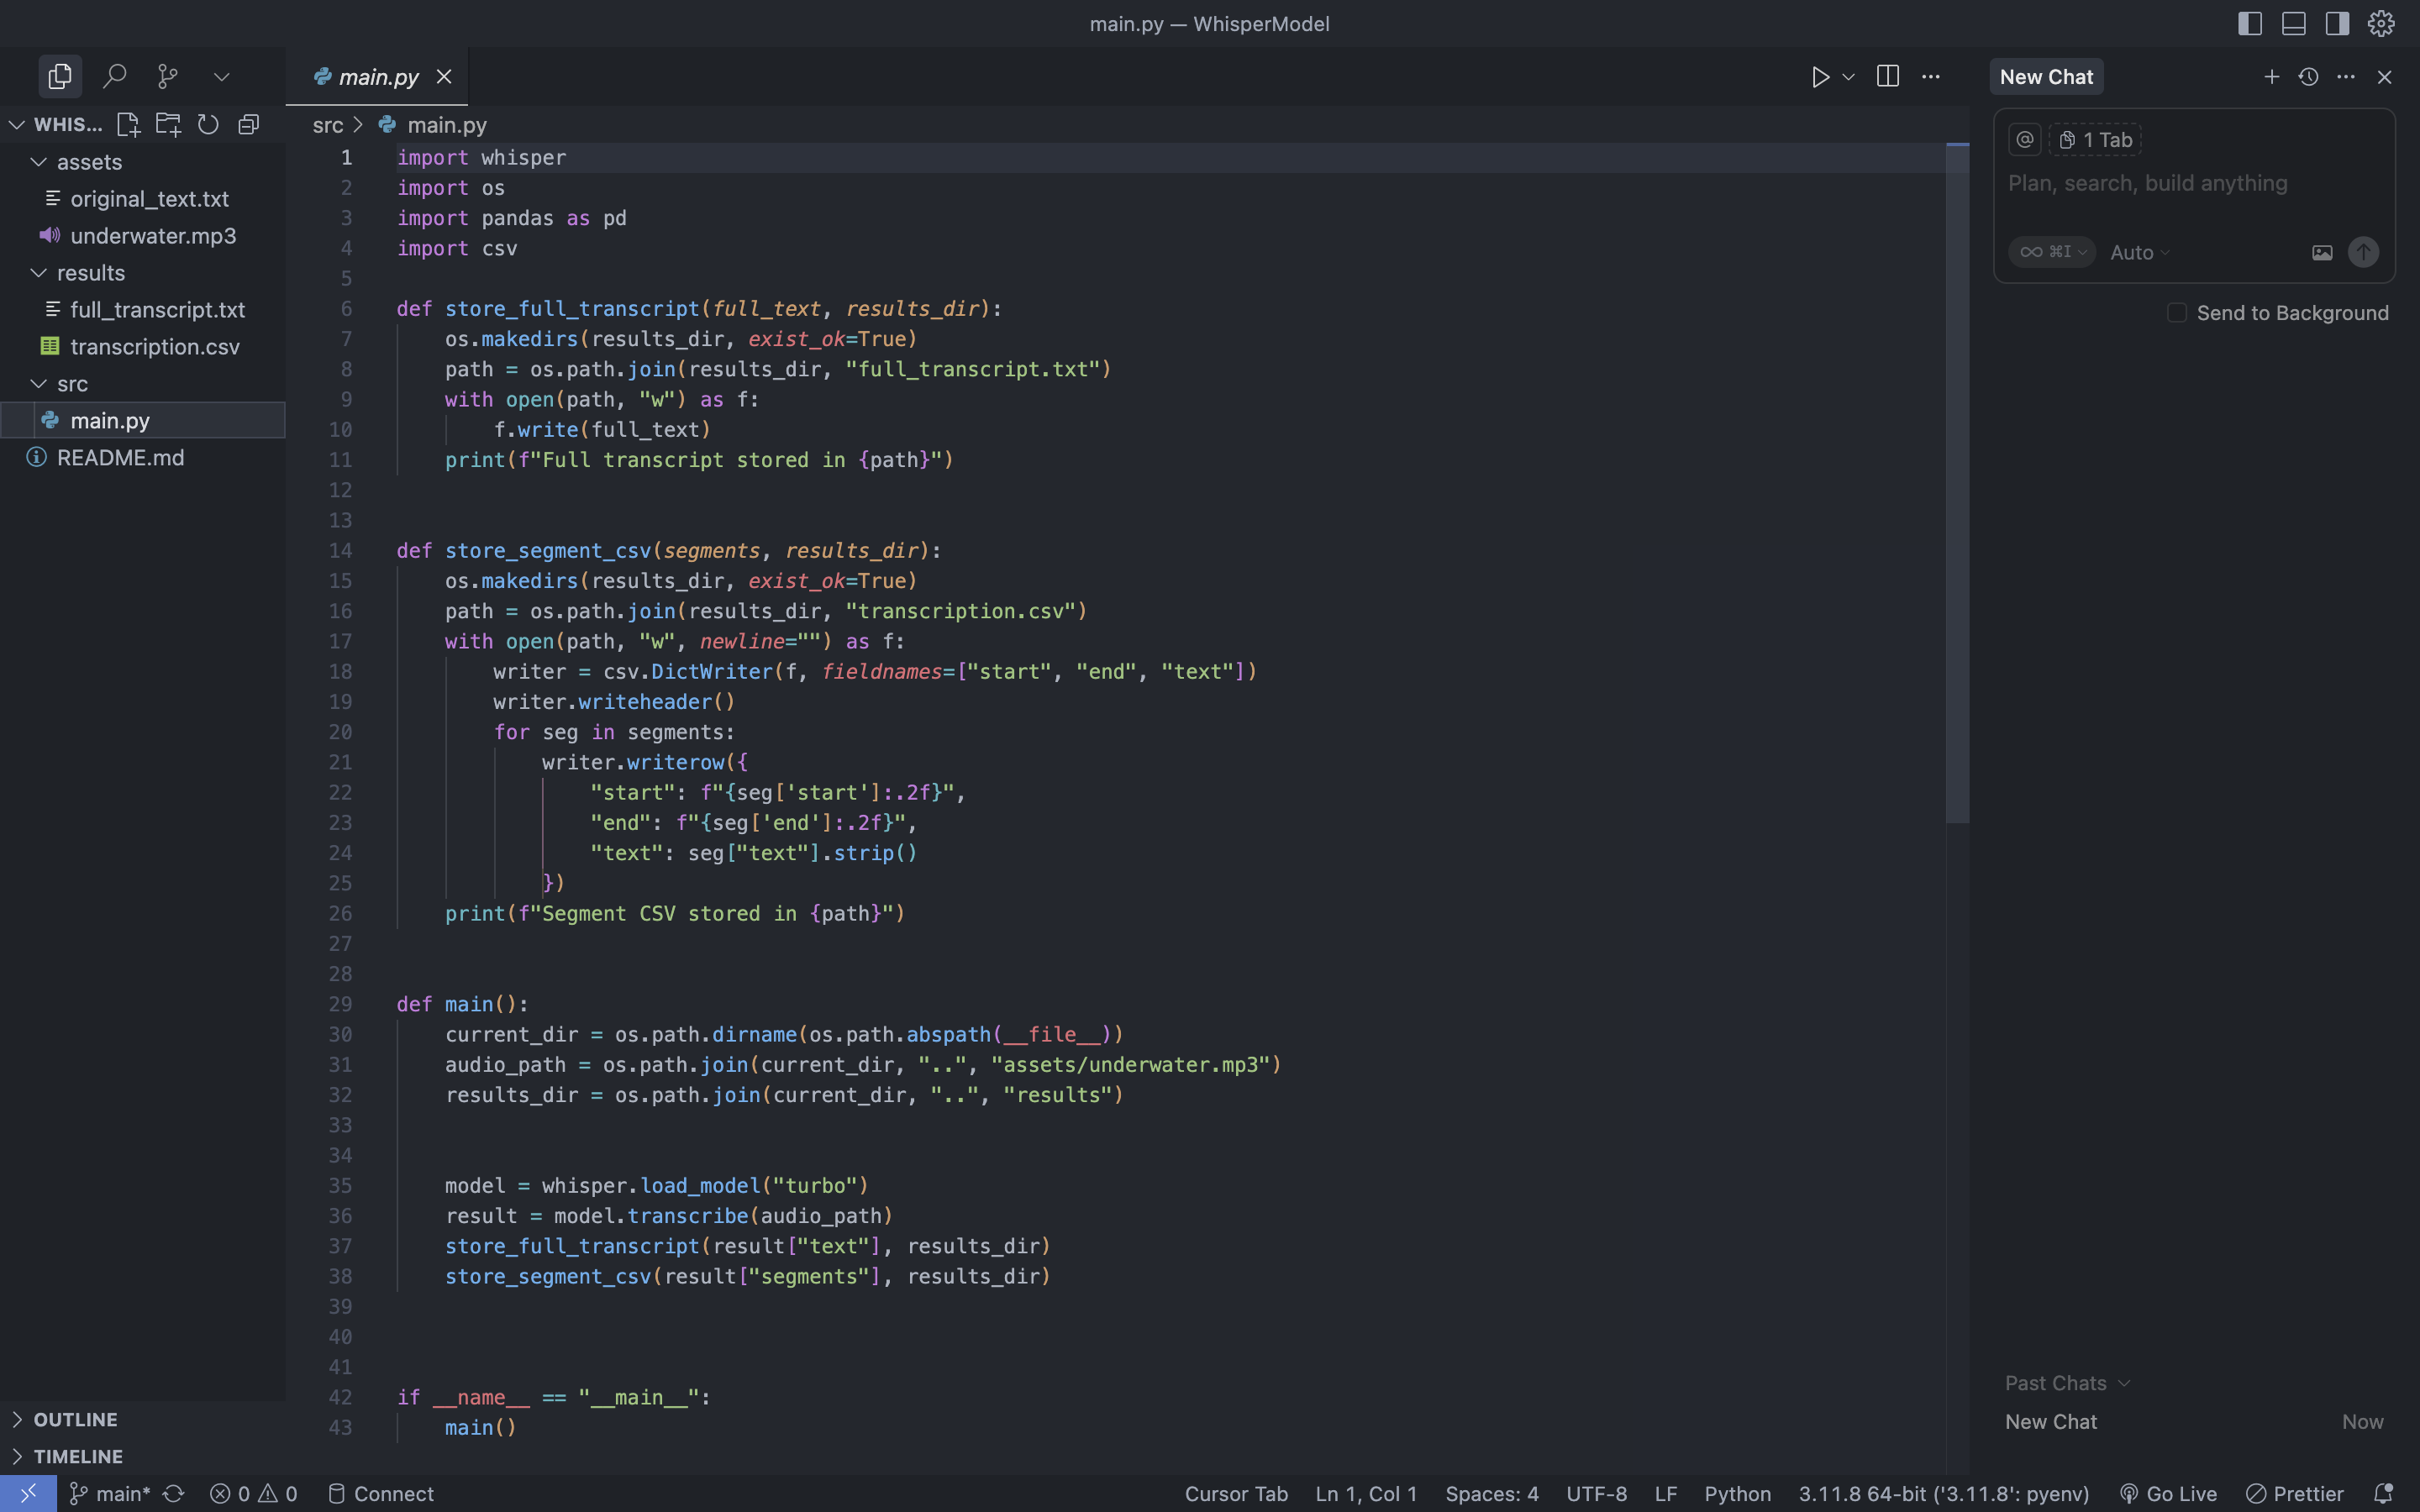 main.py — WhisperModel
main.py
New Chat
WHIS...
src > main.py
1 Tab
assets
original_text.txt
underwater.mp3
results
full_transcript.txt
transcription.csv
src
main.py
README.md
1 import whisper
2 import os
3 import pandas as pd
4 import csv
5
6 def store_full_transcript(full_text, results_dir):
7     os.makedirs(results_dir, exist_ok=True)
8     path = os.path.join(results_dir, "full_transcript.txt")
9     with open(path, "w") as f:
10         f.write(full_text)
11     print(f"Full transcript stored in {path}")
12
13
14 def store_segment_csv(segments, results_dir):
15     os.makedirs(results_dir, exist_ok=True)
16     path = os.path.join(results_dir, "transcription.csv")
17     with open(path, "w", newline="") as f:
18         writer = csv.DictWriter(f, fieldnames=["start", "end", "text"])
19         writer.writeheader()
20         for seg in segments:
21             writer.writerow({
22                 "start": f"{seg['start']:.2f}",
23                 "end": f"{seg['end']:.2f}",
24                 "text": seg["text"].strip()
25             })
26     print(f"Segment CSV stored in {path}")
27
28
29 def main():
30     current_dir = os.path.dirname(os.path.abspath(__file__))
31     audio_path = os.path.join(current_dir, "..", "assets/underwater.mp3")
32     results_dir = os.path.join(current_dir, "..", "results")
33
34
35     model = whisper.load_model("turbo")
36     result = model.transcribe(audio_path)
37     store_full_transcript(result["text"], results_dir)
38     store_segment_csv(result["segments"], results_dir)
39
40
41
42 if __name__ == "__main__":
43     main()
@
Plan, search, build anything
∞ ⌘I Auto
Send to Background
Past Chats
New Chat Now
OUTLINE
TIMELINE
main* 0 0 Connect Cursor Tab Ln 1, Col 1 Spaces: 4 UTF-8 LF Python 3.11.8 64-bit ('3.11.8': pyenv) Go Live Prettier